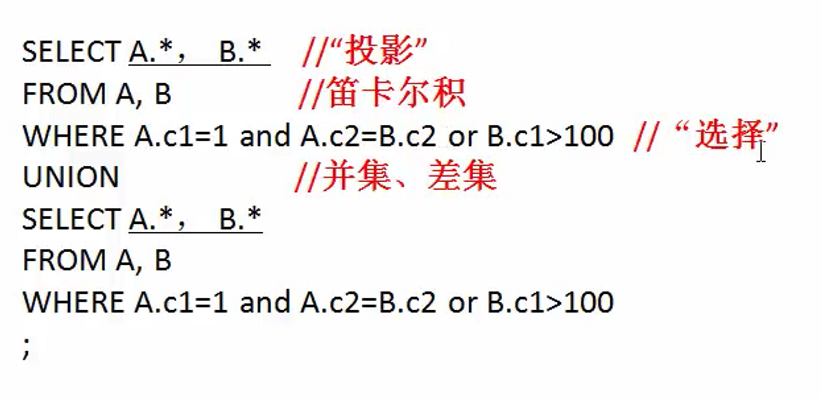 SELECT A.*， B.* //“投影”
FROM A, B //笛卡尔积
WHERE A.c1=1 and A.c2=B.c2 or B.c1>100 // “选择”
UNION //并集、差集
SELECT A.*， B.*
FROM A, B
WHERE A.c1=1 and A.c2=B.c2 or B.c1>100
;